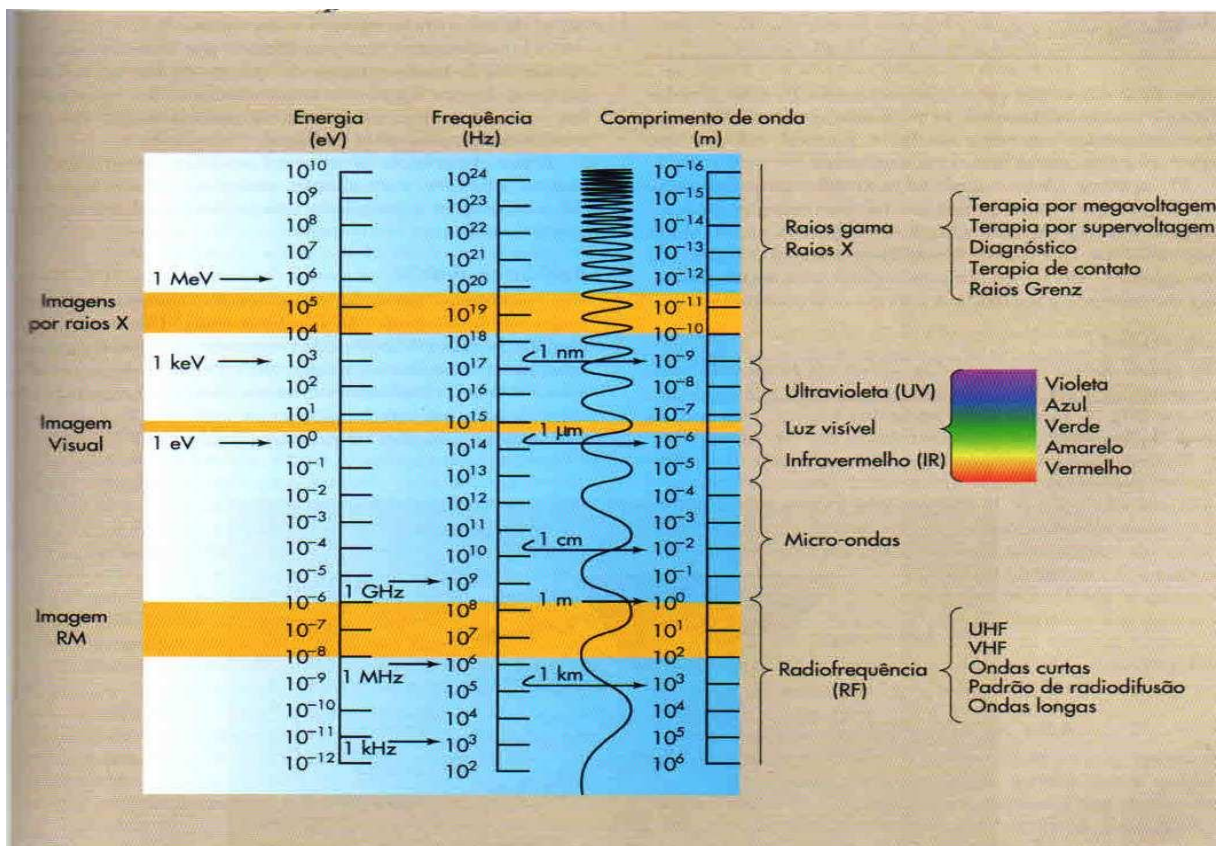 Energia
(eV)
Frequência
(Hz)
Comprimento de onda
(m)
10¹⁰
10⁹
10⁸
10⁷
10⁶
10⁵
10⁴
10³
10²
10¹
10⁰
10⁻¹
10⁻²
10⁻³
10⁻⁴
10⁻⁵
10⁻⁶
10⁻⁷
10⁻⁸
10⁻⁹
10⁻¹⁰
10⁻¹¹
10⁻¹²
1 MeV
Imagens
por raios X
1 keV
Imagem
Visual
1 eV
Imagem
RM
10²⁴
10²³
10²²
10²¹
10²⁰
10¹⁹
10¹⁸
10¹⁷
10¹⁶
10¹⁵
10¹⁴
10¹³
10¹²
10¹¹
10¹⁰
10⁹
10⁸
10⁷
10⁶
10⁵
10⁴
10³
10²
1 GHz
1 MHz
1 kHz
1 nm
1 µm
1 cm
1 m
1 km
10⁻¹⁶
10⁻¹⁵
10⁻¹⁴
10⁻¹³
10⁻¹²
10⁻¹¹
10⁻¹⁰
10⁻⁹
10⁻⁸
10⁻⁷
10⁻⁶
10⁻⁵
10⁻⁴
10⁻³
10⁻²
10⁻¹
10⁰
10¹
10²
10³
10⁴
10⁵
10⁶
Raios gama
Raios X
Terapia por megavoltagem
Terapia por supervoltagem
Diagnóstico
Terapia de contato
Raios Grenz
Ultravioleta (UV)
Luz visível
Infravermelho (IR)
Violeta
Azul
Verde
Amarelo
Vermelho
Micro-ondas
Radiofrequência
(RF)
UHF
VHF
Ondas curtas
Padrão de radiodifusão
Ondas longas